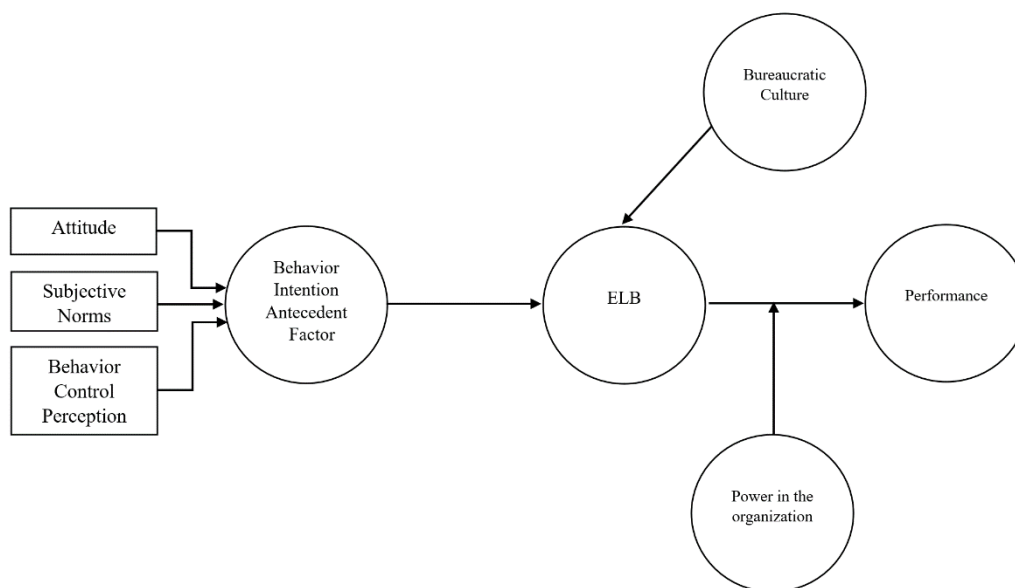 Bureaucratic
Culture
Attitude
Subjective
Norms
Behavior
Control
Perception
Behavior
Intention
Antecedent
Factor
ELB
Performance
Power in the
organization